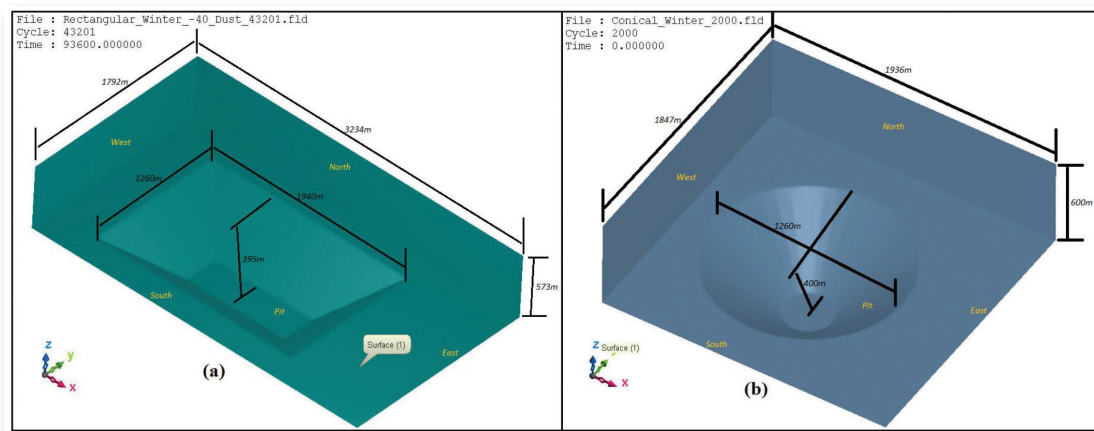 File : Rectangular_Winter_-40_Dust_43201.fld
Cycle: 43201
Time : 93600.000000
1792m
3234m
West
North
1260m
1940m
395m
573m
South
Pit
Surface (1)
East
z
y
x
(a)
File : Conical_Winter_2000.fld
Cycle: 2000
Time : 0.000000
1936m
1847m
North
West
600m
1260m
400m
Pit
East
South
z
Surface (1)
x
(b)